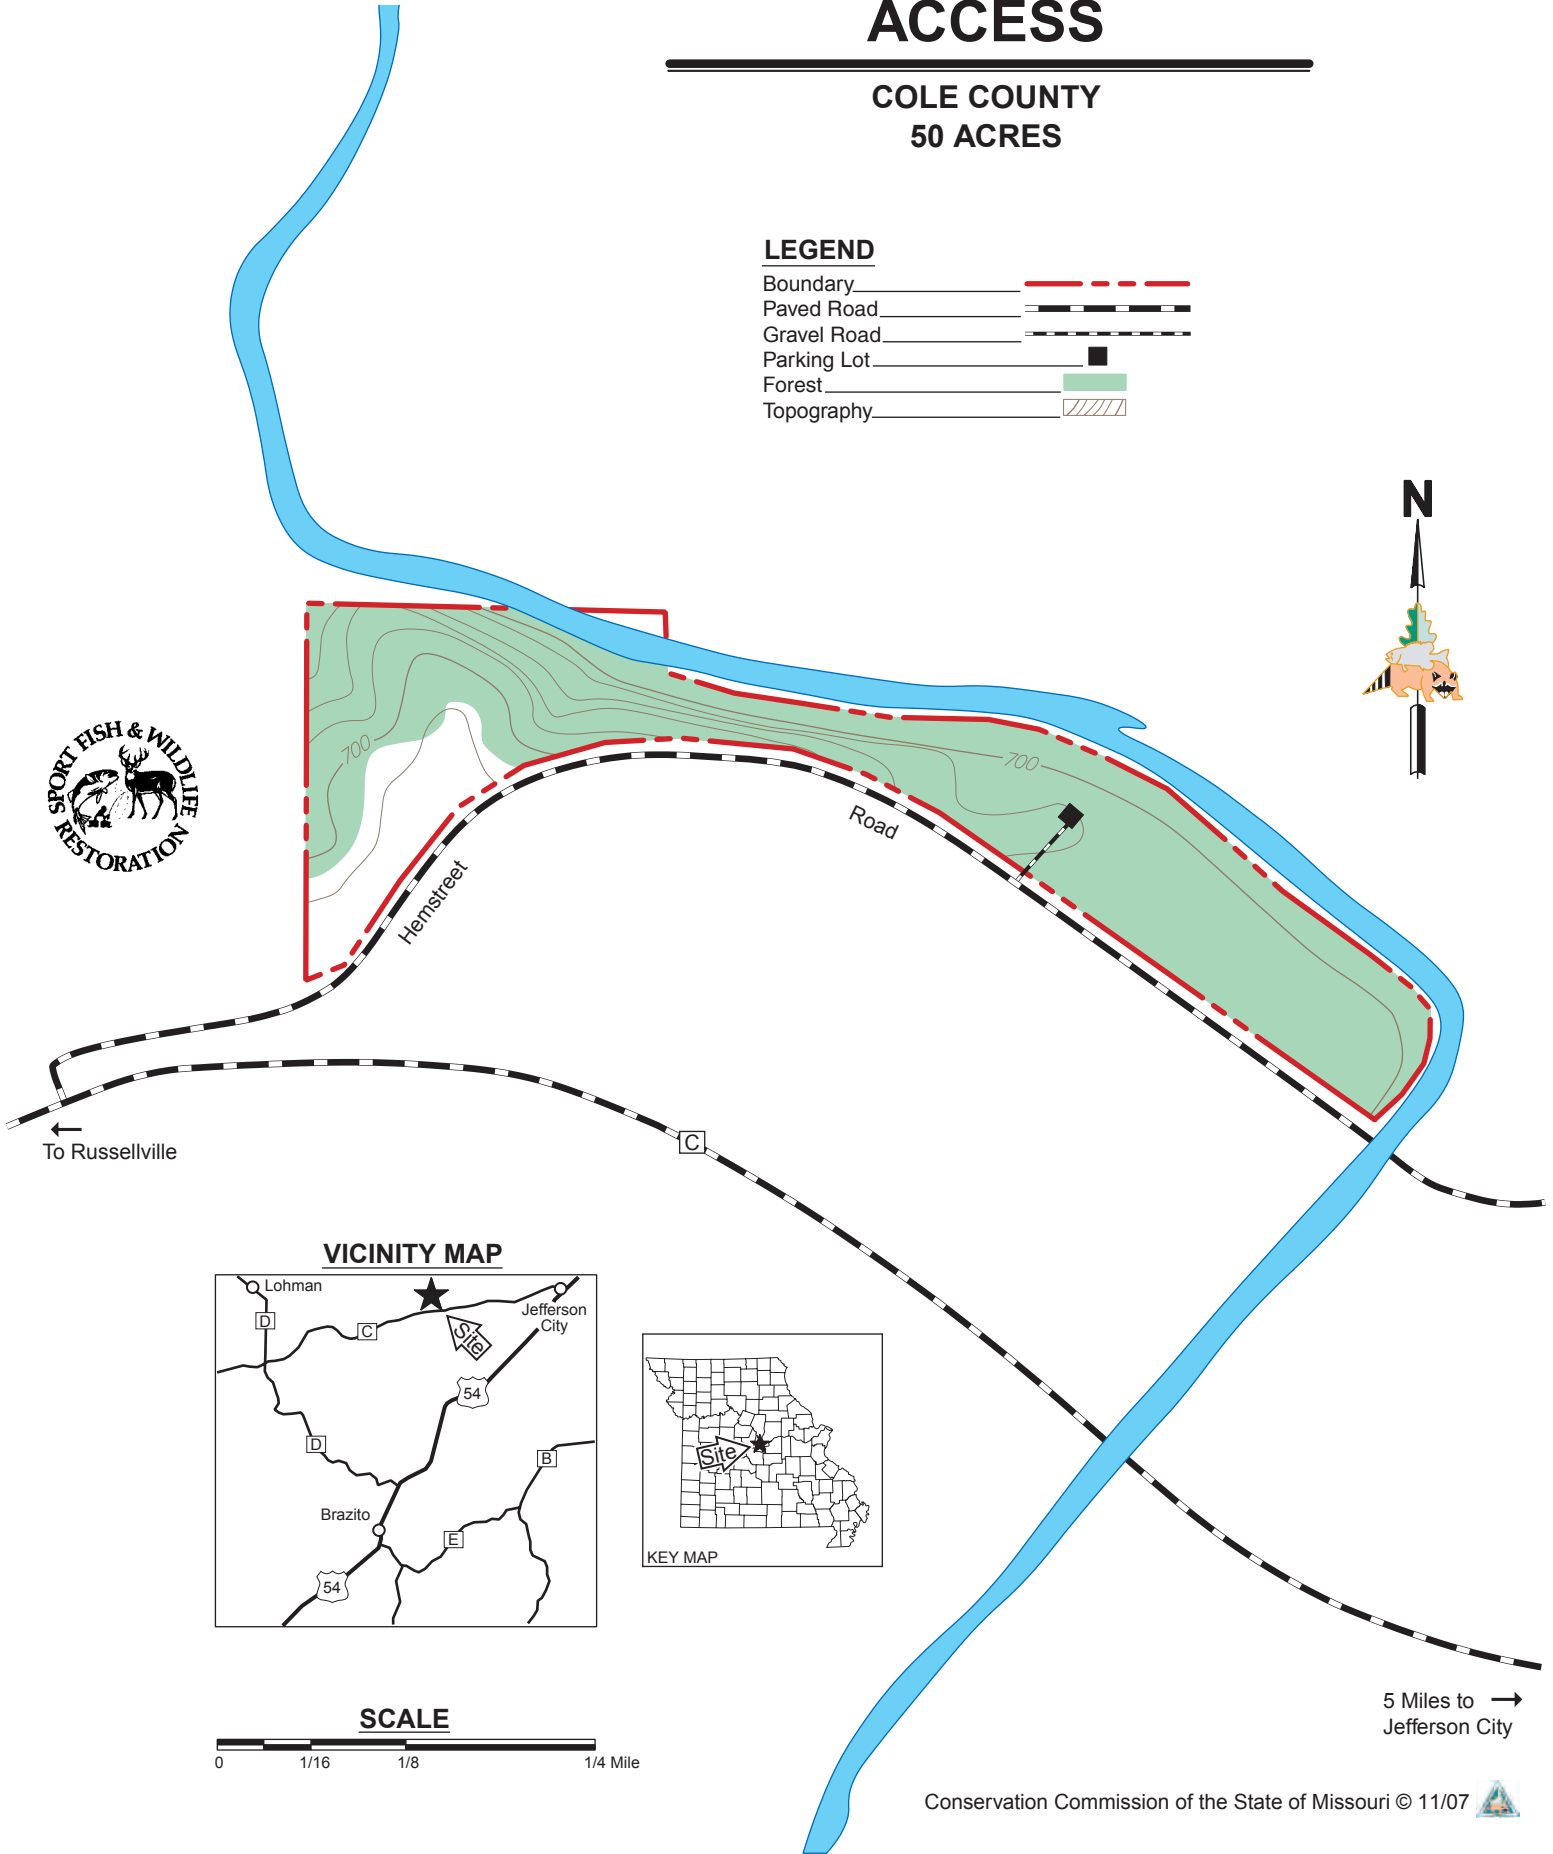 ACCESS
COLE COUNTY
50 ACRES
LEGEND
Boundary
Paved Road
Gravel Road
Parking Lot
Forest
Topography
N
SPORT FISH & WILDLIFE
RESTORATION
700
700
Road
Hemstreet
To Russellville
C
VICINITY MAP
Lohman
D
C
Site
Jefferson
City
54
D
B
Brazito
E
54
Site
KEY MAP
SCALE
0 1/16 1/8 1/4 Mile
5 Miles to
Jefferson City
Conservation Commission of the State of Missouri © 11/07